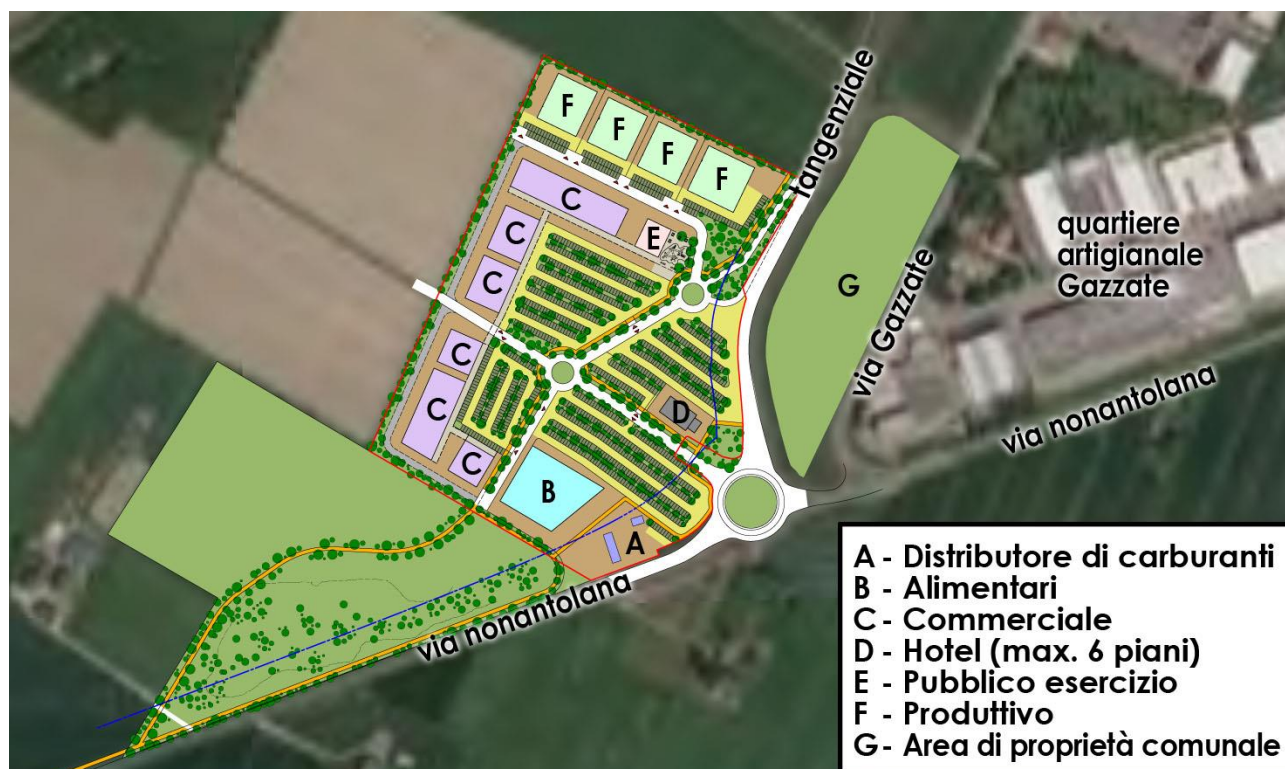 F
F
F
F
C
C
C
E
C
C
C
B
A
D
G
tangenziale
via Gazzate
quartiere
artigianale
Gazzate
via nonantolana
via nonantolana
A - Distributore di carburanti
B - Alimentari
C - Commerciale
D - Hotel (max. 6 piani)
E - Pubblico esercizio
F - Produttivo
G - Area di proprietà comunale